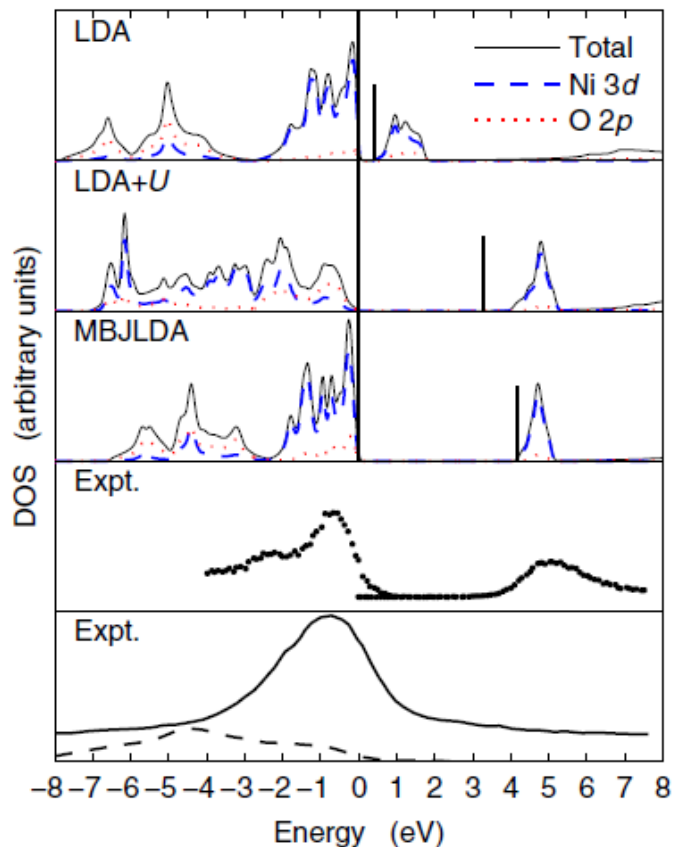 LDA
Total
Ni 3d
O 2p
LDA+U
MBJLDA
Expt.
Expt.
DOS (arbitrary units)
−8 −7 −6 −5 −4 −3 −2 −1 0 1 2 3 4 5 6 7 8
Energy (eV)